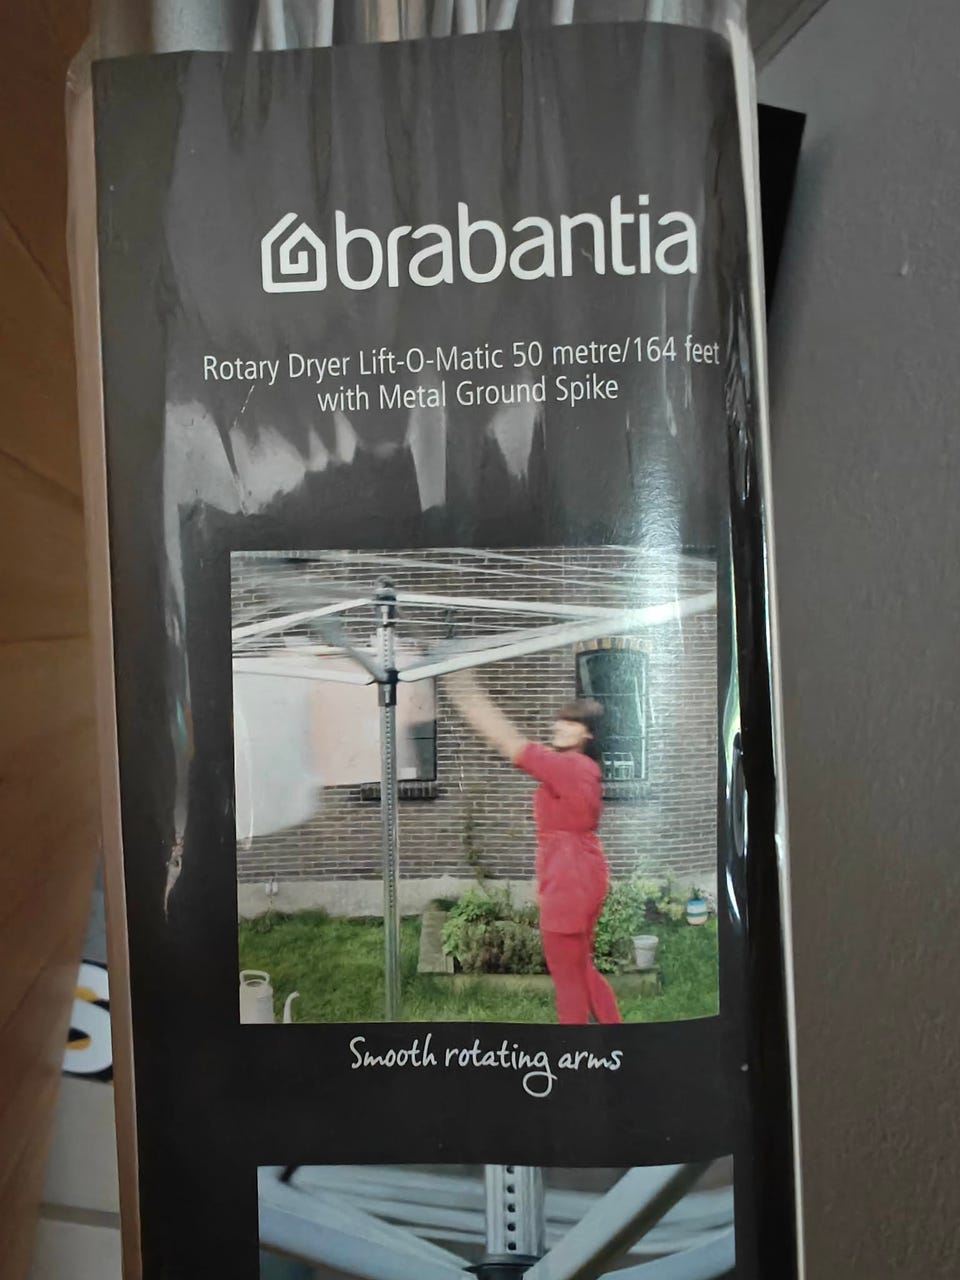 brabantia
Rotary Dryer Lift-O-Matic 50 metre/164 feet
with Metal Ground Spike
Smooth rotating arms